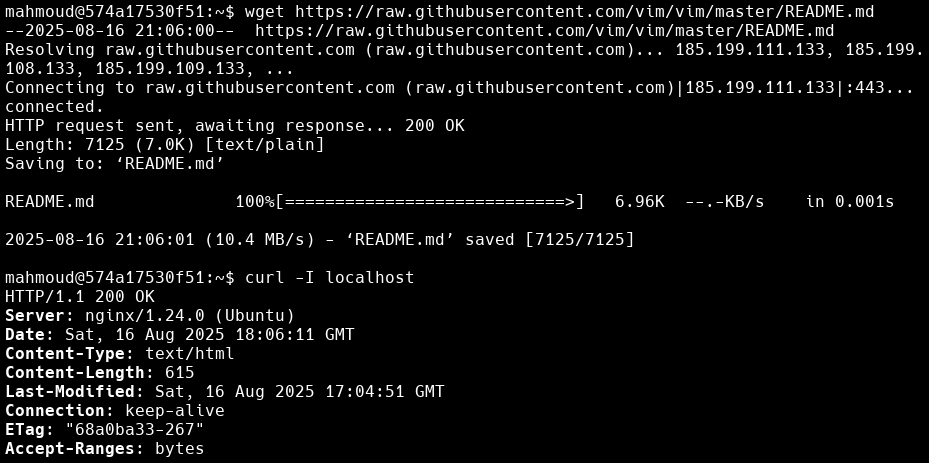 mahmoud@574a17530f51:~$ wget https://raw.githubusercontent.com/vim/vim/master/README.md
--2025-08-16 21:06:00--  https://raw.githubusercontent.com/vim/vim/master/README.md
Resolving raw.githubusercontent.com (raw.githubusercontent.com)... 185.199.111.133, 185.199.
108.133, 185.199.109.133, ...
Connecting to raw.githubusercontent.com (raw.githubusercontent.com)|185.199.111.133|:443...
connected.
HTTP request sent, awaiting response... 200 OK
Length: 7125 (7.0K) [text/plain]
Saving to: ‘README.md’
README.md              100%[============================>]   6.96K  --.-KB/s    in 0.001s
2025-08-16 21:06:01 (10.4 MB/s) - ‘README.md’ saved [7125/7125]
mahmoud@574a17530f51:~$ curl -I localhost
HTTP/1.1 200 OK
Server: nginx/1.24.0 (Ubuntu)
Date: Sat, 16 Aug 2025 18:06:11 GMT
Content-Type: text/html
Content-Length: 615
Last-Modified: Sat, 16 Aug 2025 17:04:51 GMT
Connection: keep-alive
ETag: "68a0ba33-267"
Accept-Ranges: bytes